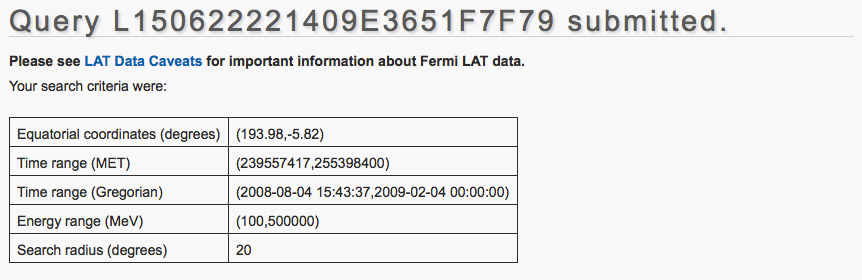 Query L150622221409E3651F7F79 submitted.
Please see LAT Data Caveats for important information about Fermi LAT data.
Your search criteria were:
Equatorial coordinates (degrees) (193.98,-5.82)
Time range (MET) (239557417,255398400)
Time range (Gregorian) (2008-08-04 15:43:37,2009-02-04 00:00:00)
Energy range (MeV) (100,500000)
Search radius (degrees) 20